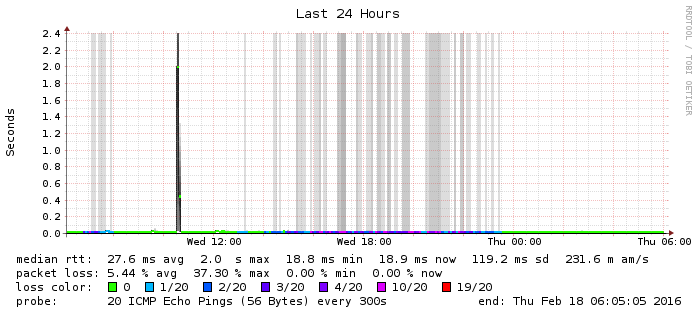 Last 24 Hours
RRDTOOL / TOBI OETIKER
Seconds
2.4
2.2
2.0
1.8
1.6
1.4
1.2
1.0
0.8
0.6
0.4
0.2
0.0
Wed 12:00 Wed 18:00 Thu 00:00 Thu 06:00
median rtt: 27.6 ms avg 2.0 s max 18.8 ms min 18.9 ms now 119.2 ms sd 231.6 m am/s
packet loss: 5.44 % avg 37.30 % max 0.00 % min 0.00 % now
loss color: 0 1/20 2/20 3/20 4/20 10/20 19/20
probe: 20 ICMP Echo Pings (56 Bytes) every 300s end: Thu Feb 18 06:05:05 2016